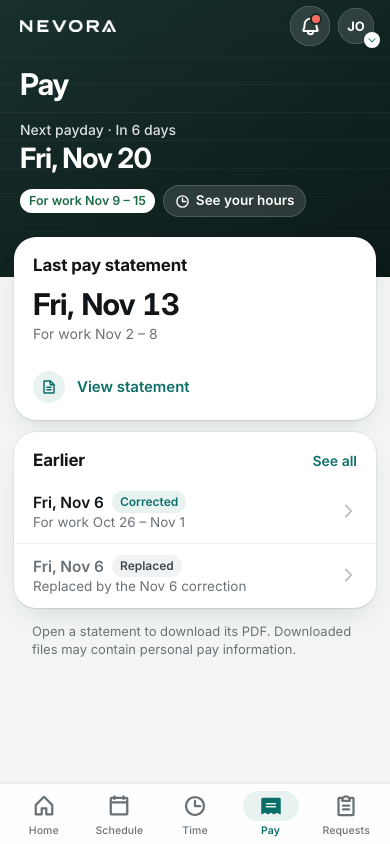 NEVORA
JO
Pay
Next payday · In 6 days
Fri, Nov 20
For work Nov 9 – 15
See your hours
Last pay statement
Fri, Nov 13
For work Nov 2 – 8
View statement
Earlier
See all
Fri, Nov 6 Corrected
For work Oct 26 – Nov 1
Fri, Nov 6 Replaced
Replaced by the Nov 6 correction
Open a statement to download its PDF. Downloaded
files may contain personal pay information.
Home
Schedule
Time
Pay
Requests